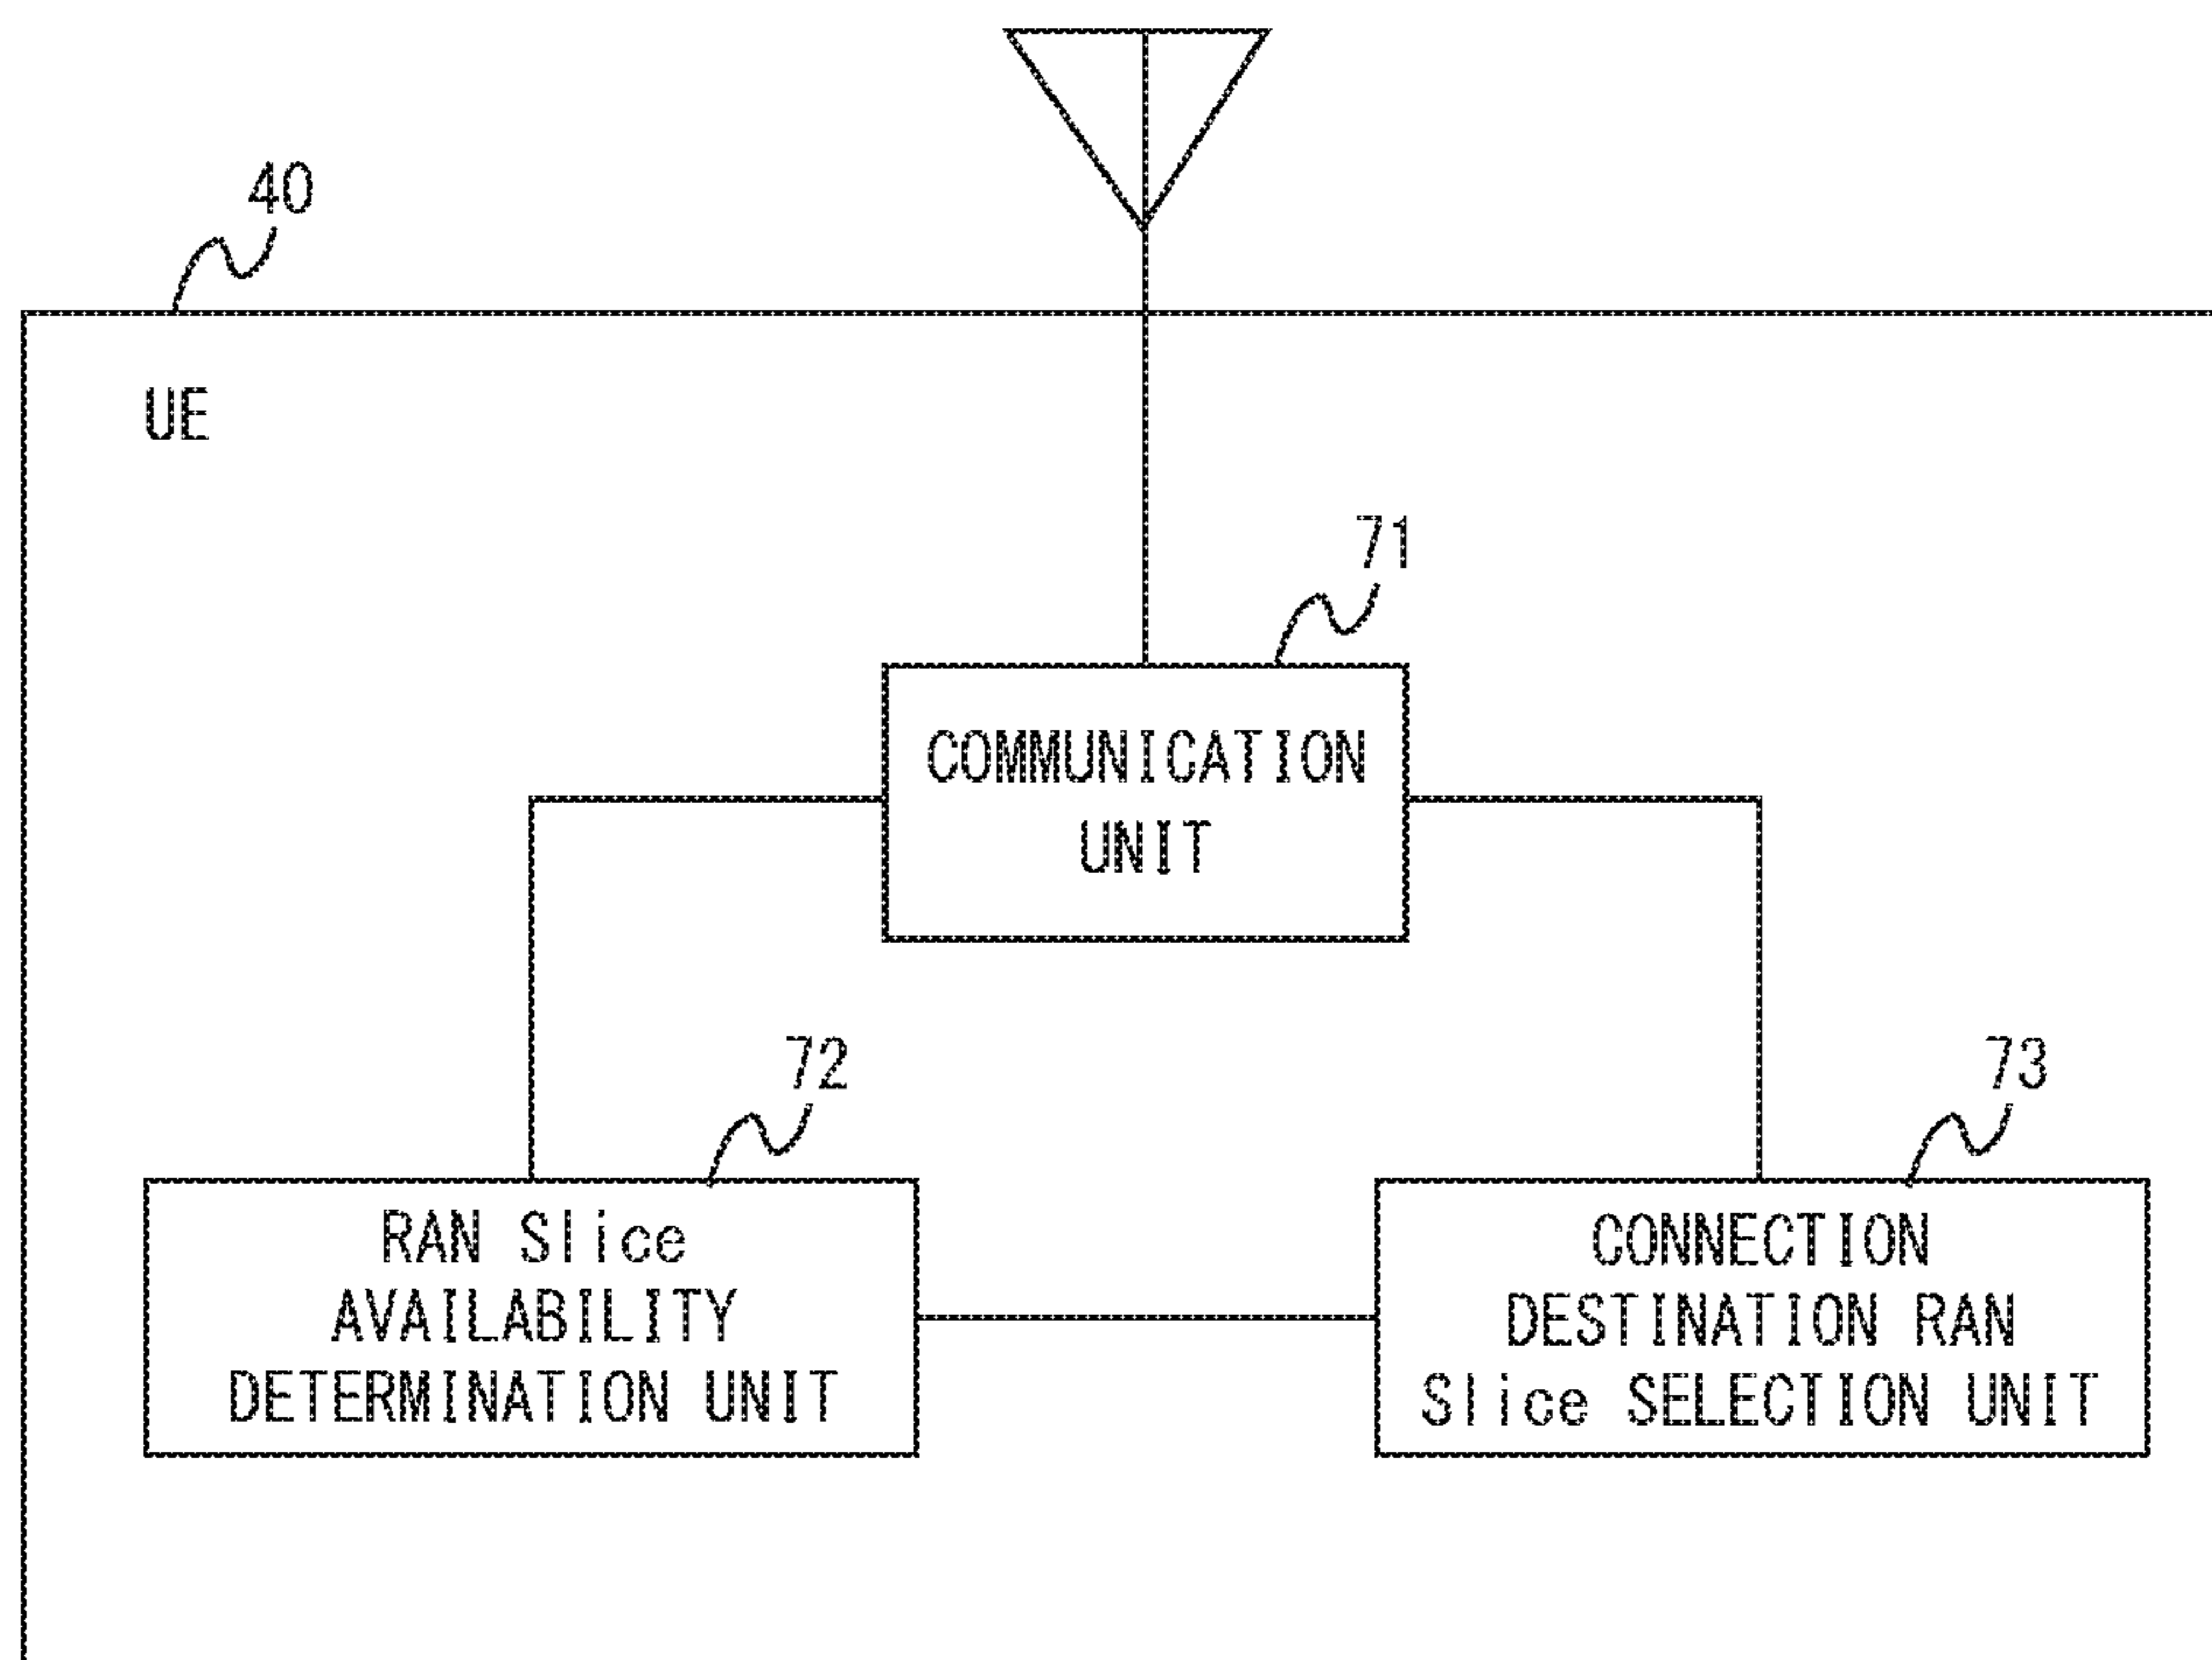 40
UE
71
COMMUNICATION
UNIT
72
73
RAN Slice
AVAILABILITY
DETERMINATION UNIT
CONNECTION
DESTINATION RAN
Slice SELECTION UNIT